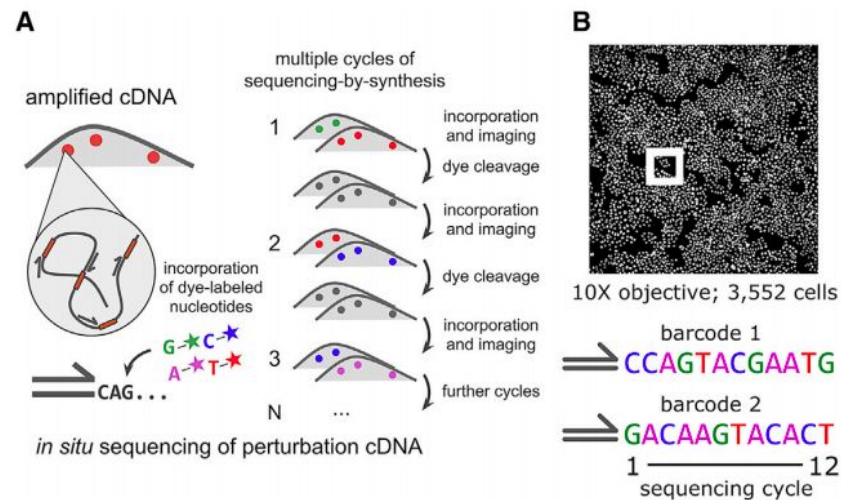 A
amplified cDNA
incorporation
of dye-labeled
nucleotides
G C
A T
CAG...
multiple cycles of
sequencing-by-synthesis
1
incorporation
and imaging
dye cleavage
incorporation
and imaging
2
dye cleavage
incorporation
and imaging
3
further cycles
N ...
in situ sequencing of perturbation cDNA
B
10X objective; 3,552 cells
barcode 1
CCAGTACGAATG
barcode 2
GACAAGTACACT
1 12
sequencing cycle